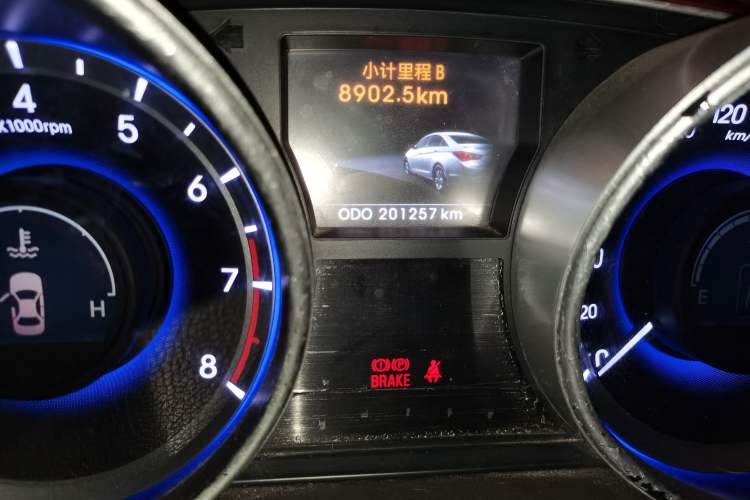 小计里程 B
8902.5km
ODO 201257 km
4
5
6
7
8
X1000rpm
H
BRAKE
E
120
km/
20